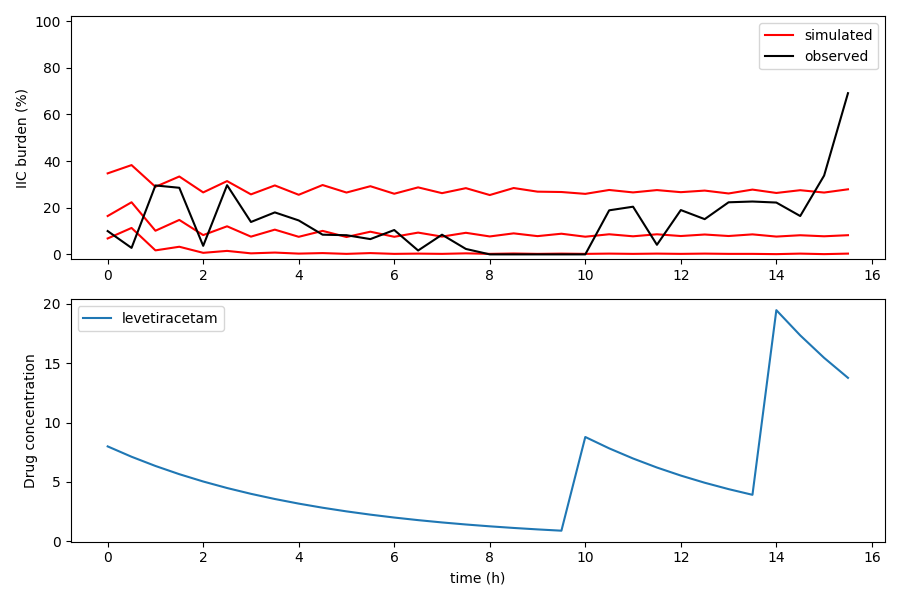 100
80
60
40
20
0
IIC burden (%)
simulated
observed
0 2 4 6 8 10 12 14 16
20
15
10
5
0
Drug concentration
levetiracetam
0 2 4 6 8 10 12 14 16
time (h)